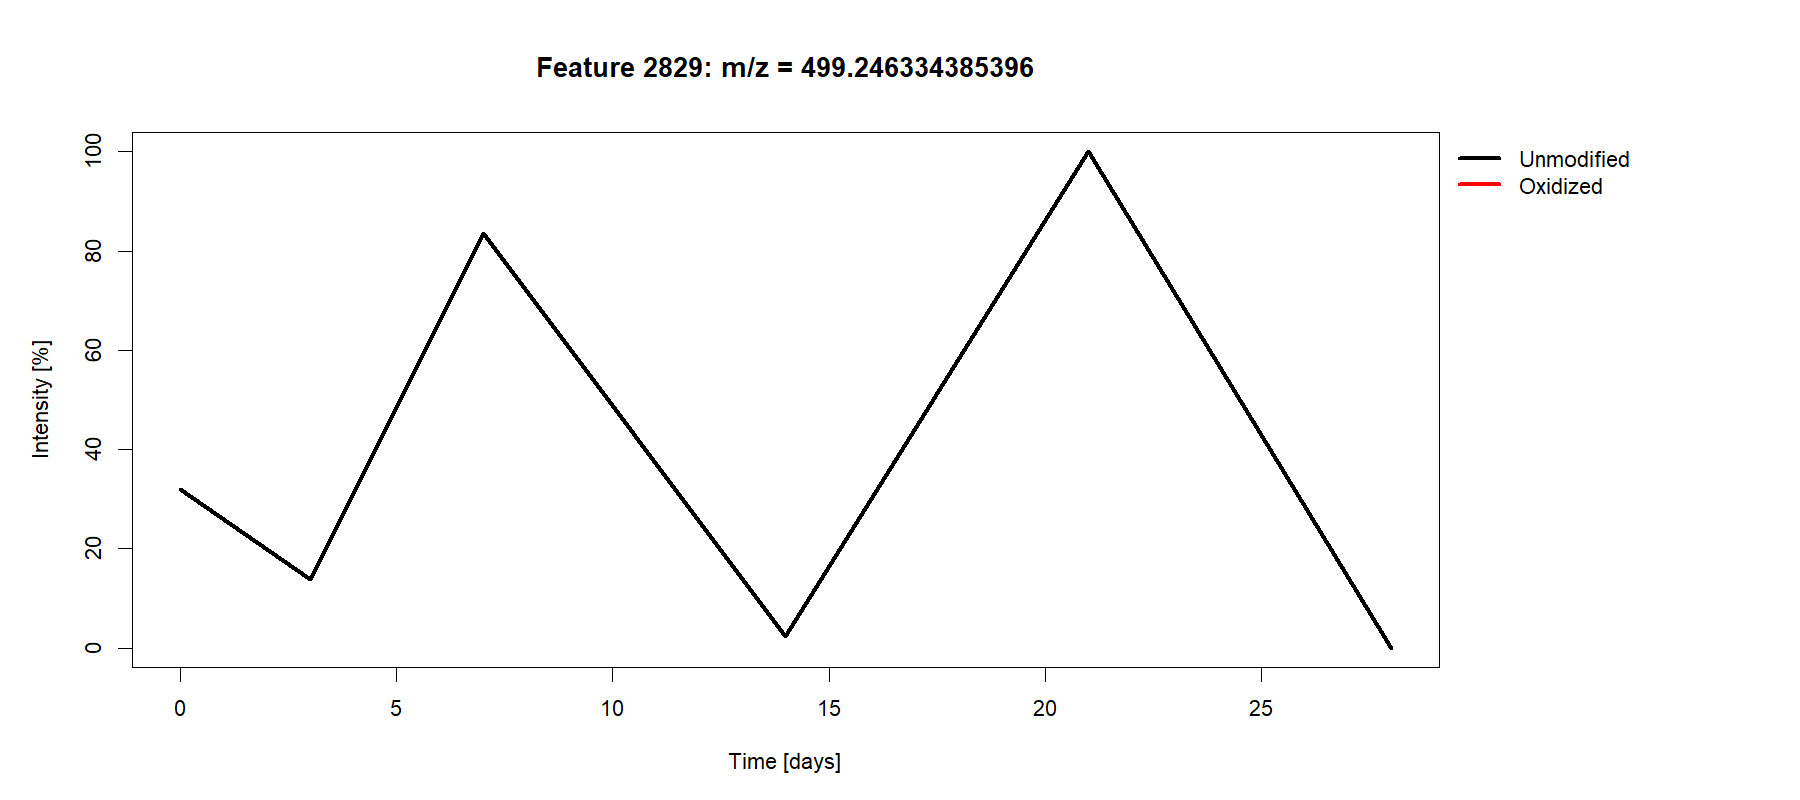 Feature 2829: m/z = 499.246334385396
Unmodified
Oxidized
Intensity [%]
100
80
60
40
20
0
0 5 10 15 20 25
Time [days]